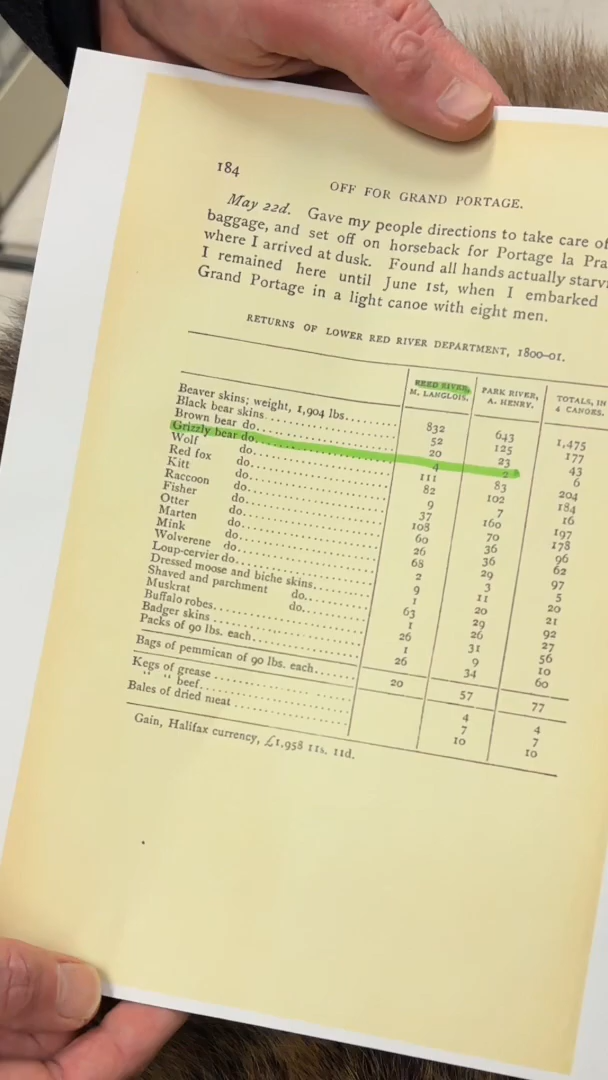 184
OFF FOR GRAND PORTAGE.
May 22d. Gave my people directions to take care of
baggage, and set off on horseback for Portage la Pra
where I arrived at dusk. Found all hands actually starv
I remained here until June 1st, when I embarked
Grand Portage in a light canoe with eight men.
RETURNS OF LOWER RED RIVER DEPARTMENT, 1800-01.
REED RIVER, M. LANGLOIS. PARK RIVER, A. HENRY. TOTALS, IN 4 CANOES.
Beaver skins; weight, 1,904 lbs. 832 643 1,475
Black bear skins 52 125 177
Brown bear do. 20 23 43
Grizzly bear do. 4 2 6
Wolf do. 111 83 204
Red fox do. 82 102 184
Kitt do. 9 7 16
Raccoon do. 37 160 197
Fisher do. 108 70 178
Otter do. 60 36 96
Marten do. 26 36 62
Mink do. 68 29 97
Wolverene do. 2 3 5
Loup-cervier do. 9 11 20
Dressed moose and biche skins. 1 20 21
Shaved and parchment do. 63 29 92
Muskrat do. 1 26 27
Buffalo robes. 26 31 56
Badger skins 1 9 10
Packs of 90 lbs. each. 26 34 60
Bags of pemmican of 90 lbs. each. 20 57 77
Kegs of grease 4 4
" " beef. 7 7
Bales of dried meat 10 10
Gain, Halifax currency, £1,958 11s. 11d.